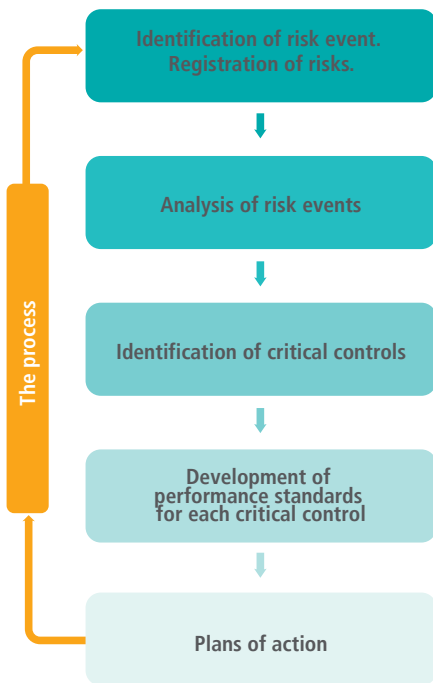 Identification of risk event.
Registration of risks.
Analysis of risk events
The process
Identification of critical controls
Development of
performance standards
for each critical control
Plans of action